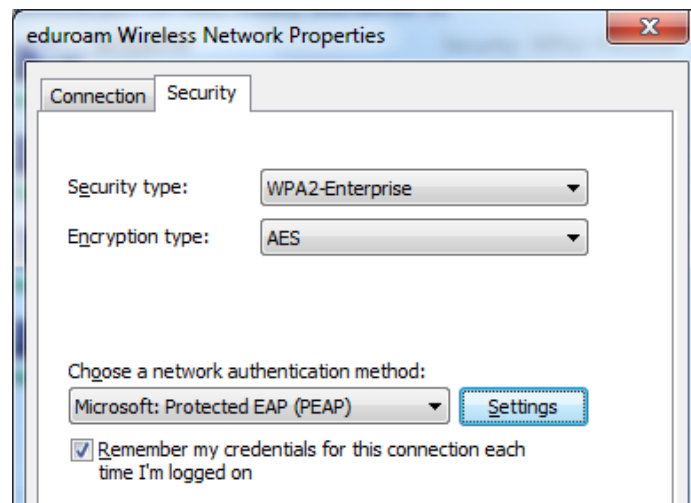 eduroam Wireless Network Properties
Connection
Security
Security type:
WPA2-Enterprise
Encryption type:
AES
Choose a network authentication method:
Microsoft: Protected EAP (PEAP)
Settings
Remember my credentials for this connection each
time I'm logged on